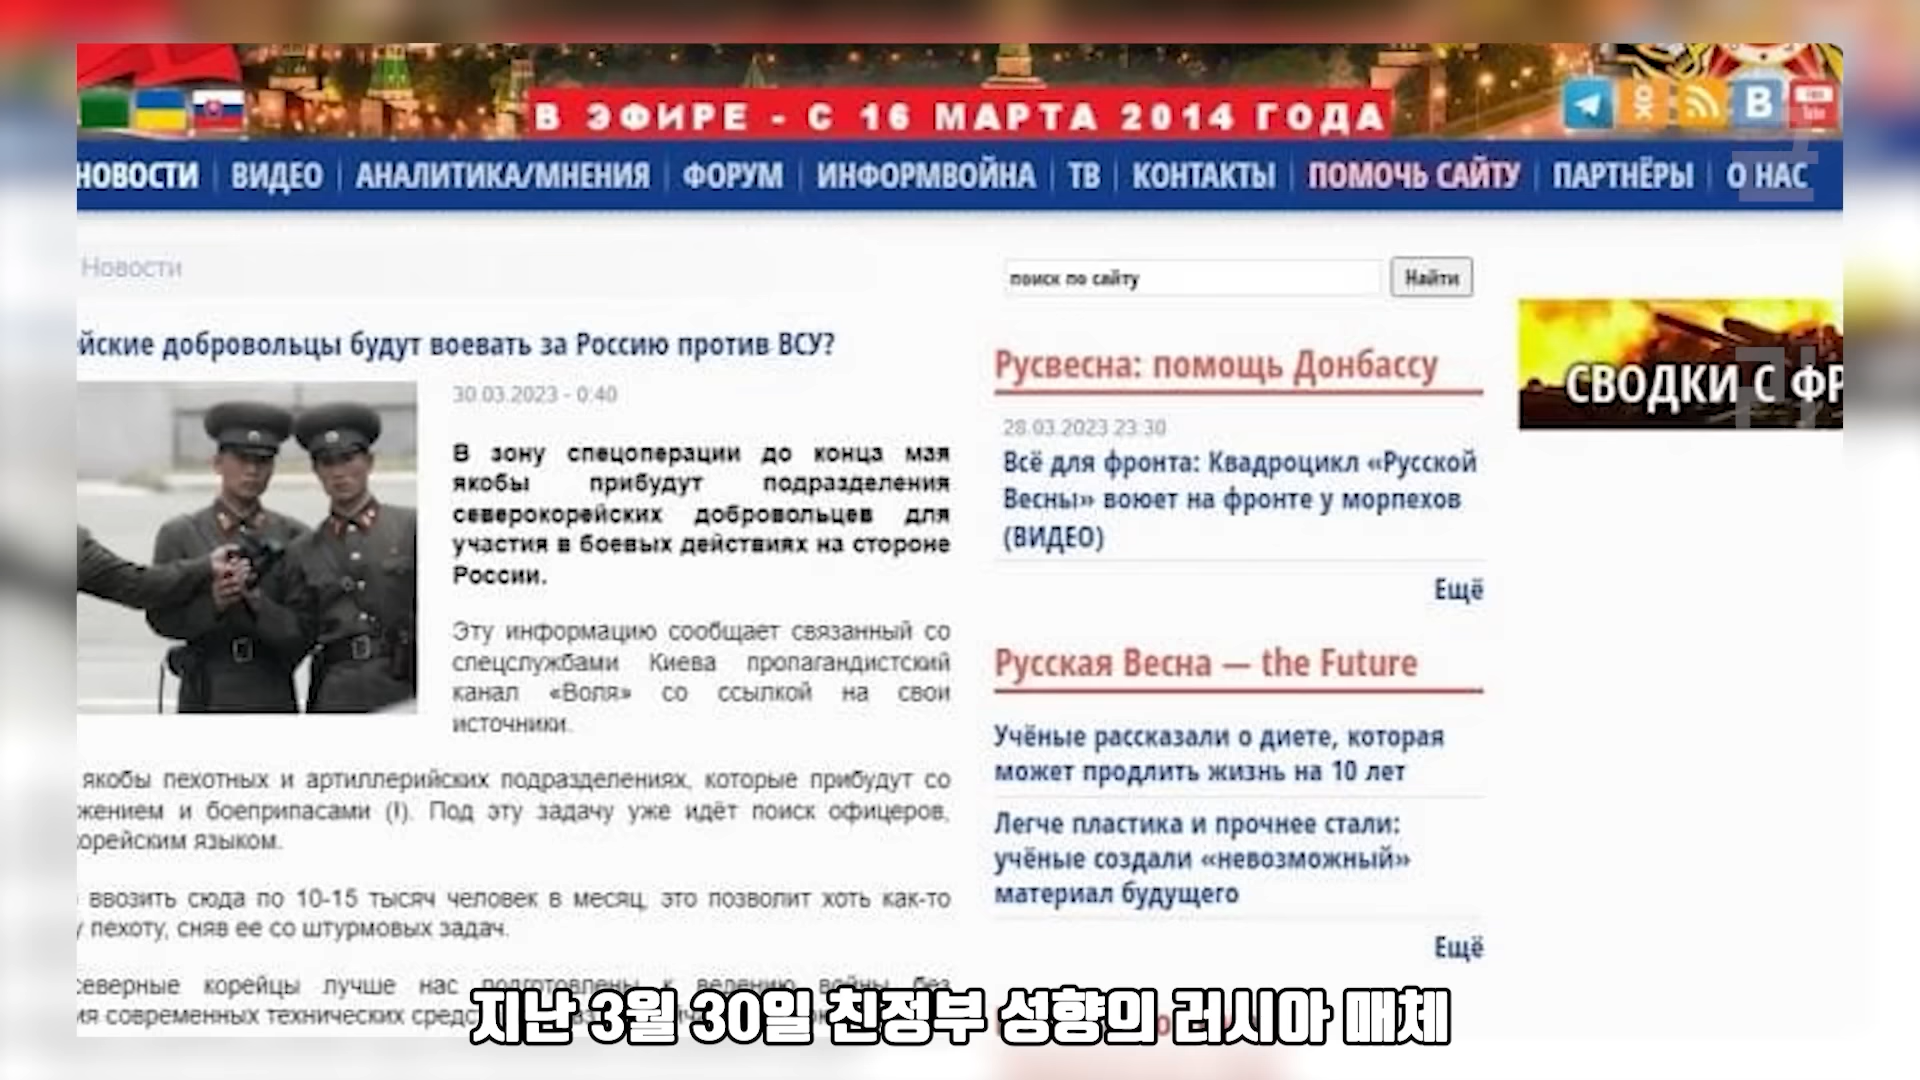 В ЭФИРЕ - С 16 МАРТА 2014 ГОДА
НОВОСТИ ВИДЕО АНАЛИТИКА/МНЕНИЯ ФОРУМ ИНФОРМВОЙНА ТВ КОНТАКТЫ ПОМОЧЬ САЙТУ ПАРТНЁРЫ О НАС
Новости
поиск по сайту
Найти
йские добровольцы будут воевать за Россию против ВСУ?
30.03.2023 - 0:40
В зону спецоперации до конца мая
якобы прибудут подразделения
северокорейских добровольцев для
участия в боевых действиях на стороне
России.
Эту информацию сообщает связанный со
спецслужбами Киева пропагандистский
канал «Воля» со ссылкой на свои
источники.
якобы пехотных и артиллерийских подразделениях, которые прибудут со
жением и боеприпасами (!). Под эту задачу уже идёт поиск офицеров,
орейским языком.
ввозить сюда по 10-15 тысяч человек в месяц, это позволит хоть как-то
у пехоту, сняв ее со штурмовых задач.
северные корейцы лучше нас подготовлены к ведению войны без
ия современных технических средс
Русвесна: помощь Донбассу
28.03.2023 23:30
Всё для фронта: Квадроцикл «Русской
Весны» воюет на фронте у морпехов
(ВИДЕО)
Ещё
Русская Весна — the Future
Учёные рассказали о диете, которая
может продлить жизнь на 10 лет
Легче пластика и прочнее стали:
учёные создали «невозможный»
материал будущего
Ещё
СВОДКИ С ФР
지난 3월 30일 친정부 성향의 러시아 매체